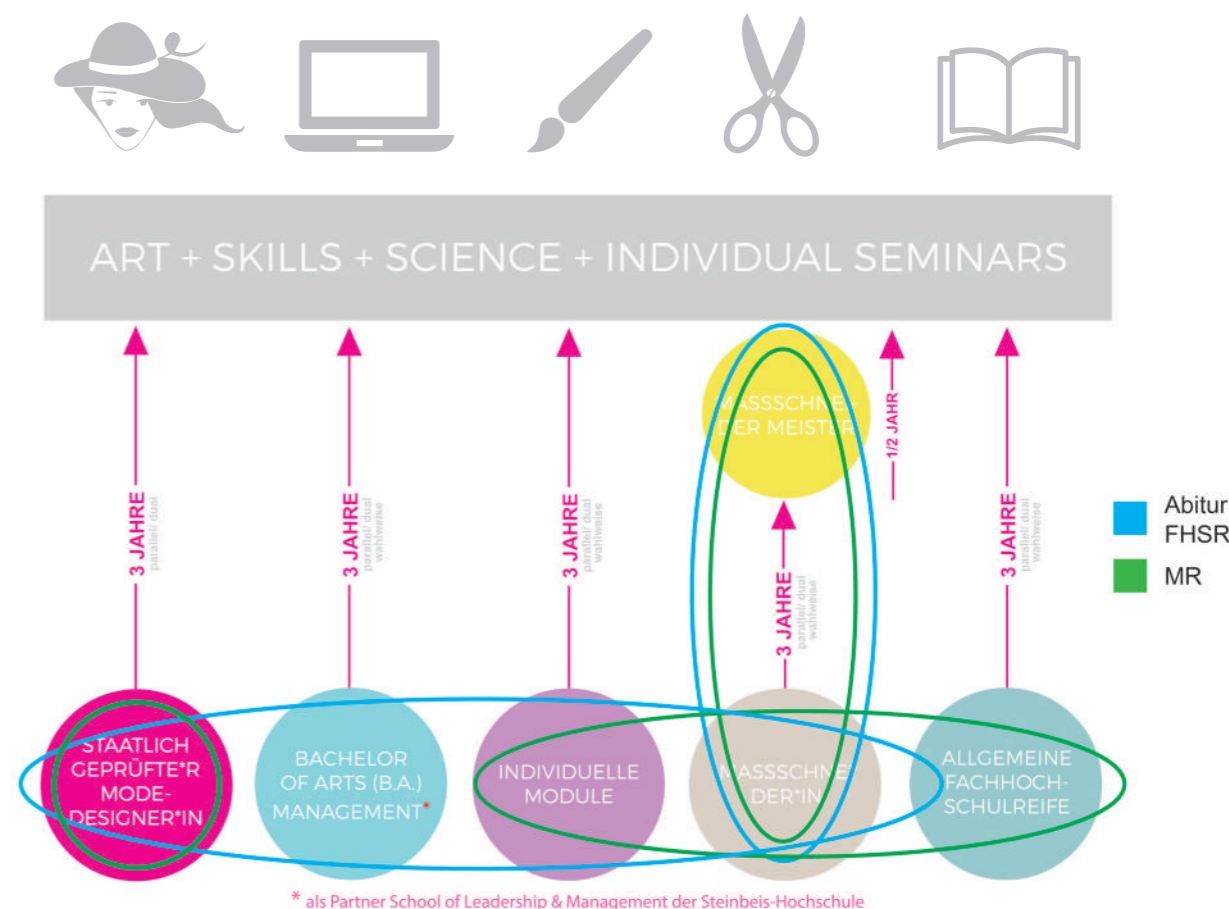 ART + SKILLS + SCIENCE + INDIVIDUAL SEMINARS
MASSSCHNEI-
DER MEISTER
1/2 JAHR
3 JAHRE
parallel/ dual
3 JAHRE
parallel/ dual
wahlweise
3 JAHRE
parallel/ dual
wahlweise
3 JAHRE
parallel/ dual
wahlweise
3 JAHRE
parallel/ dual
wahlweise
Abitur
FHSR
MR
STAATLICH
GEPRÜFTE*R
MODE-
DESIGNER*IN
BACHELOR
OF ARTS (B.A.)
MANAGEMENT*
INDIVIDUELLE
MODULE
MASSSCHNEI-
DER*IN
ALLGEMEINE
FACHHOCH-
SCHULREIFE
* als Partner School of Leadership & Management der Steinbeis-Hochschule